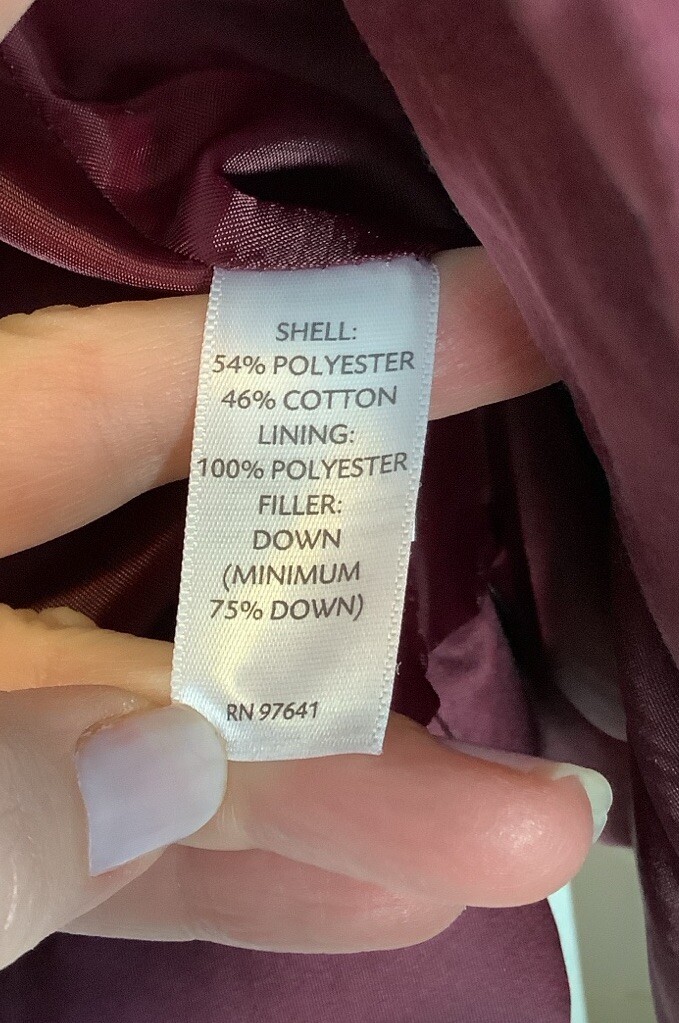 SHELL:
54% POLYESTER
46% COTTON
LINING:
100% POLYESTER
FILLER:
DOWN
(MINIMUM
75% DOWN)
RN 97641